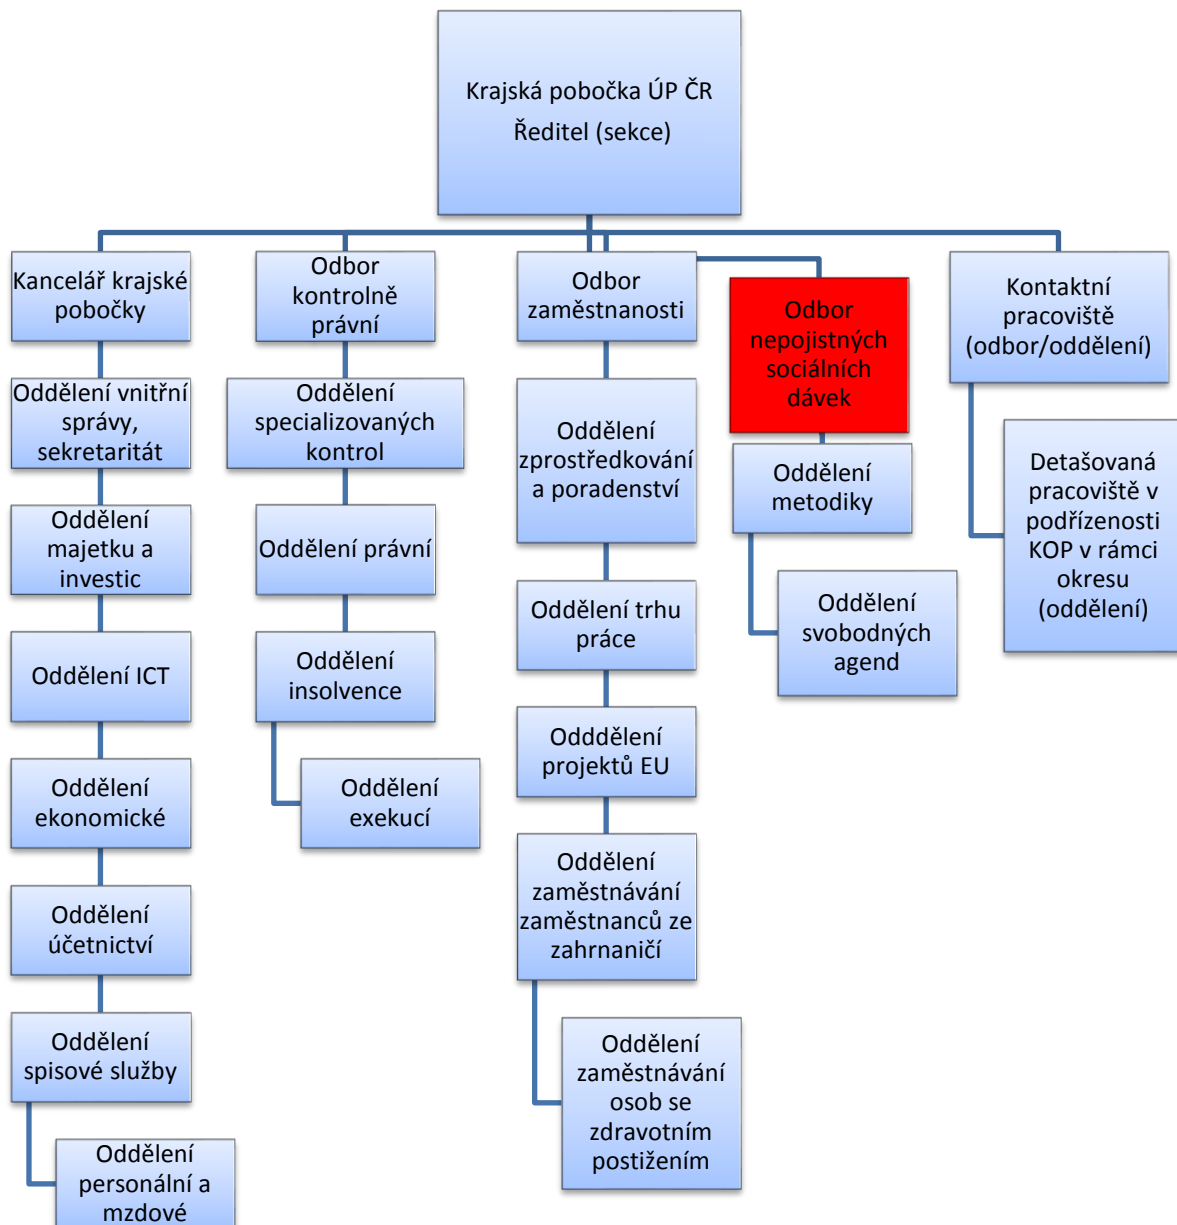 Krajská pobočka ÚP ČR
Ředitel (sekce)
Kancelář krajské
pobočky
Oddělení vnitřní
správy,
sekretaritát
Oddělení
majetku a
investic
Oddělení ICT
Oddělení
ekonomické
Oddělení
účetnictví
Oddělení
spisové služby
Oddělení
personální a
mzdové
Odbor
kontrolně
právní
Oddělení
specializovaných
kontrol
Oddělení právní
Oddělení
insolvence
Oddělení
exekucí
Odbor
zaměstnanosti
Oddělení
zprostředkování
a poradenství
Oddělení trhu
práce
Odddělení
projektů EU
Oddělení
zaměstnávání
zaměstnanců ze
zahrnaničí
Oddělení
zaměstnávání
osob se
zdravotním
postižením
Odbor
nepojistných
sociálních
dávek
Oddělení
metodiky
Oddělení
svobodných
agend
Kontaktní
pracoviště
(odbor/oddělení)
Detašovaná
pracoviště v
podřízenosti
KOP v rámci
okresu
(oddělení)